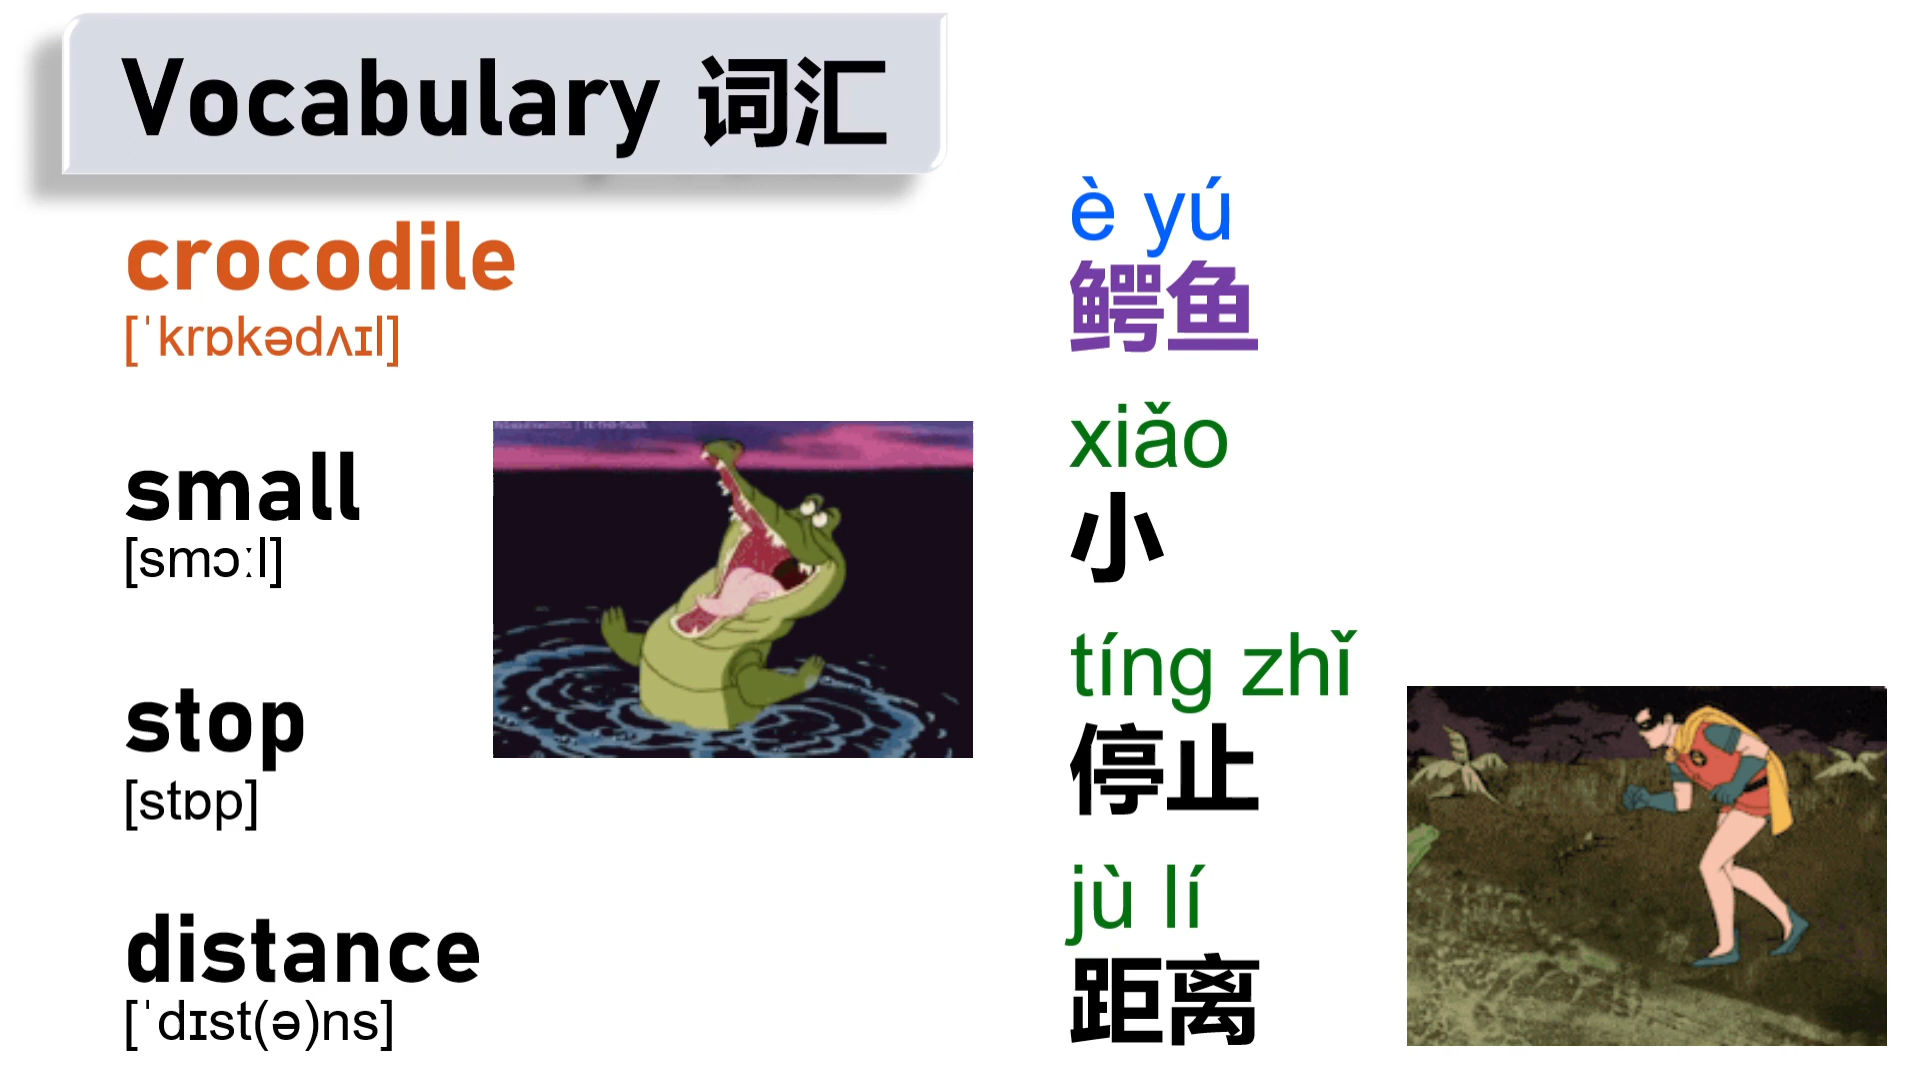 Vocabulary 词汇
crocodile
[ˈkrɒkədʌɪl]
small
[smɔːl]
stop
[stɒp]
distance
[ˈdɪst(ə)ns]
è yú
鳄鱼
xiǎo
小
tíng zhǐ
停止
jù lí
距离